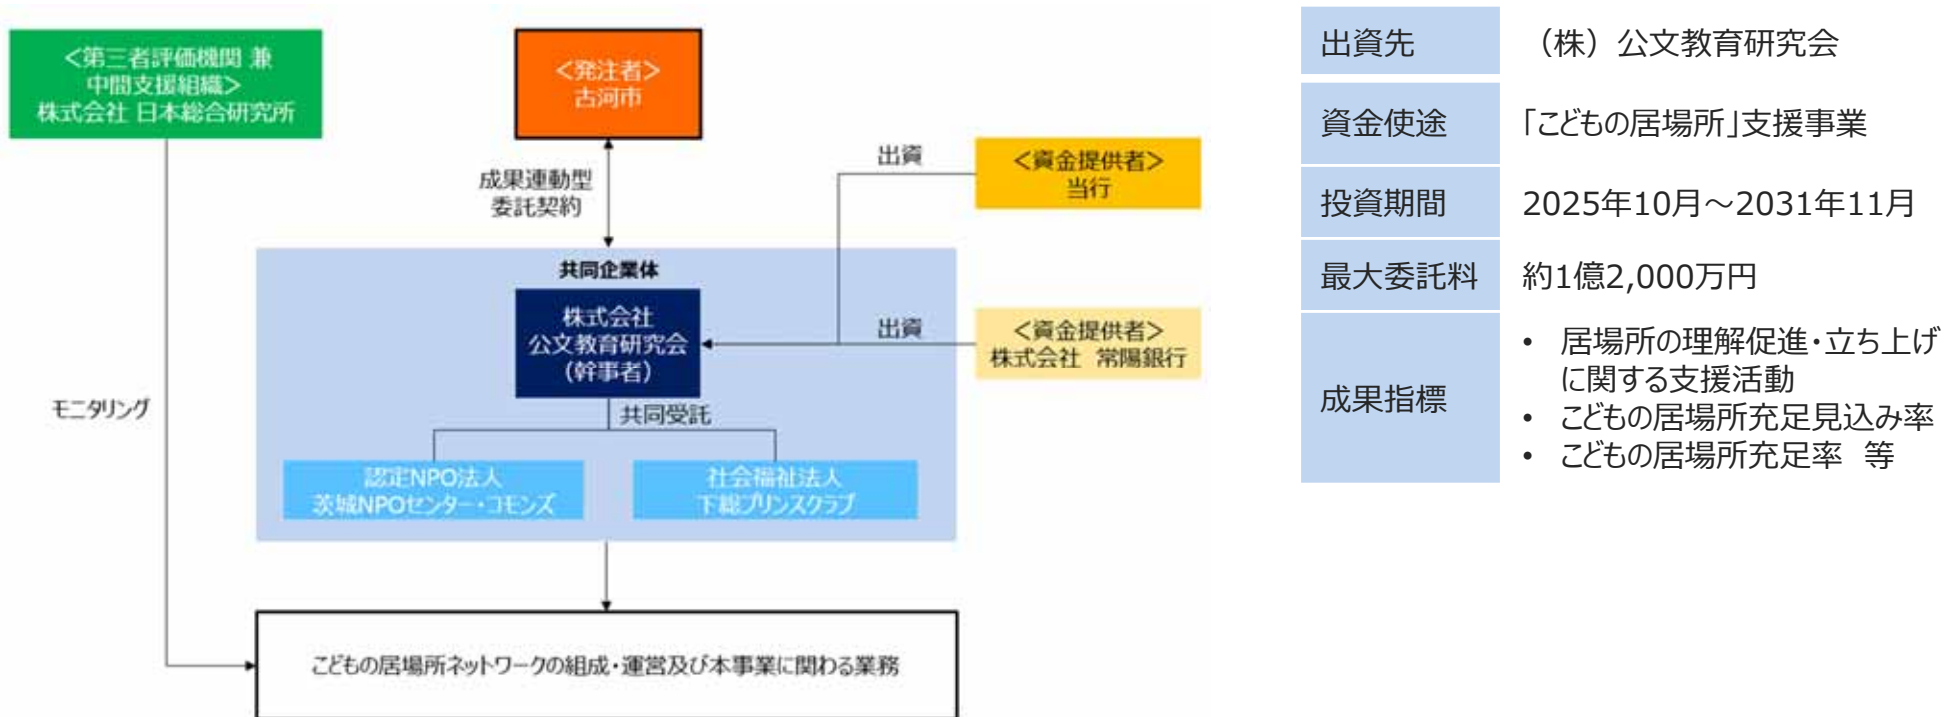 ＜第三者評価機関 兼
中間支援組織＞
株式会社 日本総合研究所
＜発注者＞
古河市
成果連動型
委託契約
出資
＜資金提供者＞
当行
共同企業体
株式会社
公文教育研究会
（幹事者）
出資
＜資金提供者＞
株式会社 常陽銀行
モニタリング
共同受託
認定NPO法人
茨城NPOセンター・コモンズ
社会福祉法人
下総プリンスクラブ
こどもの居場所ネットワークの組成・運営及び本事業に関わる業務
出資先 （株）公文教育研究会
資金使途 「こどもの居場所」支援事業
投資期間 2025年10月～2031年11月
最大委託料 約1億2,000万円
成果指標
• 居場所の理解促進・立ち上げ
に関する支援活動
• こどもの居場所充足見込み率
• こどもの居場所充足率 等